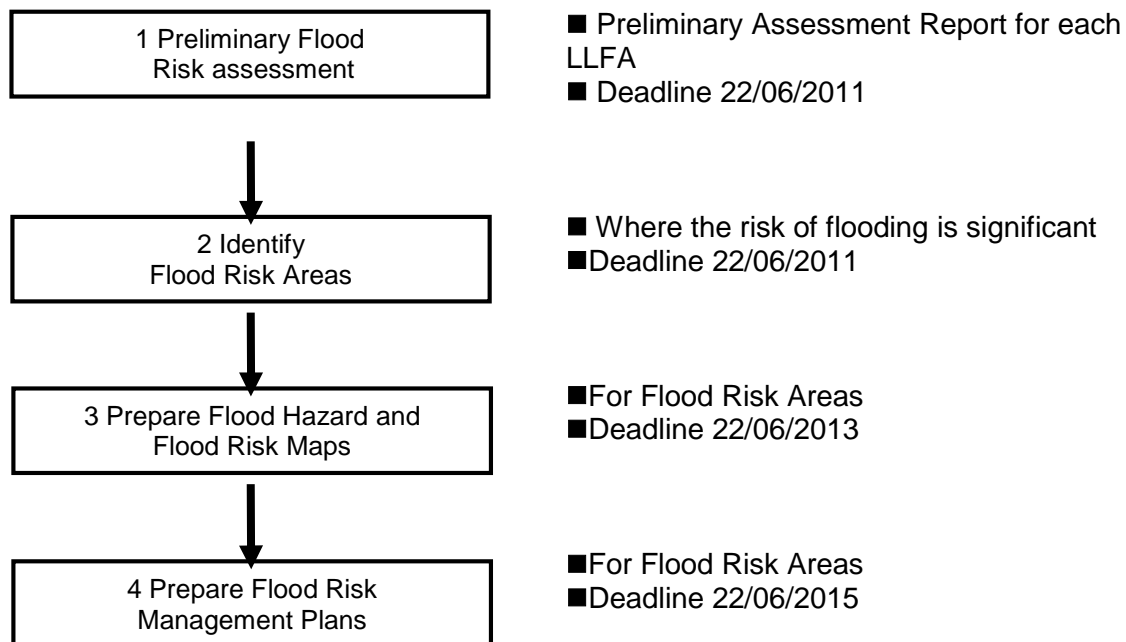 1 Preliminary Flood
Risk assessment
■ Preliminary Assessment Report for each
LLFA
■ Deadline 22/06/2011
2 Identify
Flood Risk Areas
■ Where the risk of flooding is significant
■Deadline 22/06/2011
3 Prepare Flood Hazard and
Flood Risk Maps
■For Flood Risk Areas
■Deadline 22/06/2013
4 Prepare Flood Risk
Management Plans
■For Flood Risk Areas
■Deadline 22/06/2015